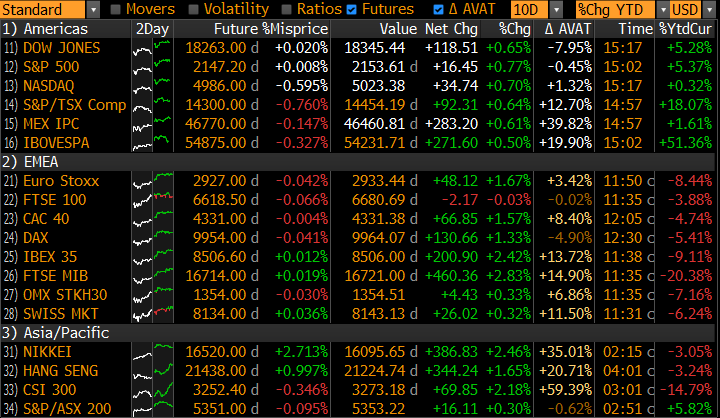 Standard Movers Volatility Ratios Futures Δ AVAT 10D %Chg YTD USD
1) Americas 2Day Future %Misprice Value Net Chg %Chg Δ AVAT Time %YtdCur
11) DOW JONES 18263.00 d +0.020% 18345.44 +118.51 +0.65% -7.95% 15:17 +5.28%
12) S&P 500 2147.20 d +0.008% 2153.61 d +16.45 +0.77% -0.45% 15:02 +5.37%
13) NASDAQ 4986.00 d -0.595% 5023.38 +34.74 +0.70% +1.32% 15:17 +0.32%
14) S&P/TSX Comp 14300.00 d -0.760% 14454.19 d +92.31 +0.64% +12.70% 14:57 +18.07%
15) MEX IPC 46770.00 d -0.147% 46460.81 d +283.20 +0.61% +39.82% 14:57 +1.61%
16) IBOVESPA 54875.00 d -0.327% 54231.71 d +271.60 +0.50% +19.90% 15:02 +51.36%
2) EMEA
21) Euro Stoxx 2927.00 d -0.042% 2933.44 d +48.12 +1.67% +3.42% 11:50 c -8.44%
22) FTSE 100 6618.50 d -0.066% 6680.69 d -2.17 -0.03% -0.02% 11:35 c -3.88%
23) CAC 40 4331.00 d -0.004% 4331.38 d +66.85 +1.57% +8.40% 12:05 c -4.74%
24) DAX 9954.00 d -0.041% 9964.07 d +130.66 +1.33% -4.90% 12:30 c -5.41%
25) IBEX 35 8506.60 d +0.012% 8506.00 d +200.90 +2.42% +13.72% 11:38 c -9.11%
26) FTSE MIB 16714.00 d +0.019% 16721.00 d +460.36 +2.83% +14.90% 11:35 c -20.38%
27) OMX STKH30 1354.00 d -0.030% 1354.51 d +4.43 +0.33% +6.86% 11:35 c -7.16%
28) SWISS MKT 8134.00 d +0.036% 8143.13 d +26.02 +0.32% +11.50% 11:31 c -6.24%
3) Asia/Pacific
31) NIKKEI 16520.00 d +2.713% 16095.65 d +386.83 +2.46% +35.01% 02:15 c -3.05%
32) HANG SENG 21438.00 d +0.997% 21224.74 d +344.24 +1.65% +20.71% 04:01 c -3.24%
33) CSI 300 3252.40 d -0.346% 3273.18 d +69.85 +2.18% +59.39% 03:01 c -14.79%
34) S&P/ASX 200 5351.00 d -0.095% 5353.22 d +16.11 +0.30% -0.62% 02:51 c +5.82%